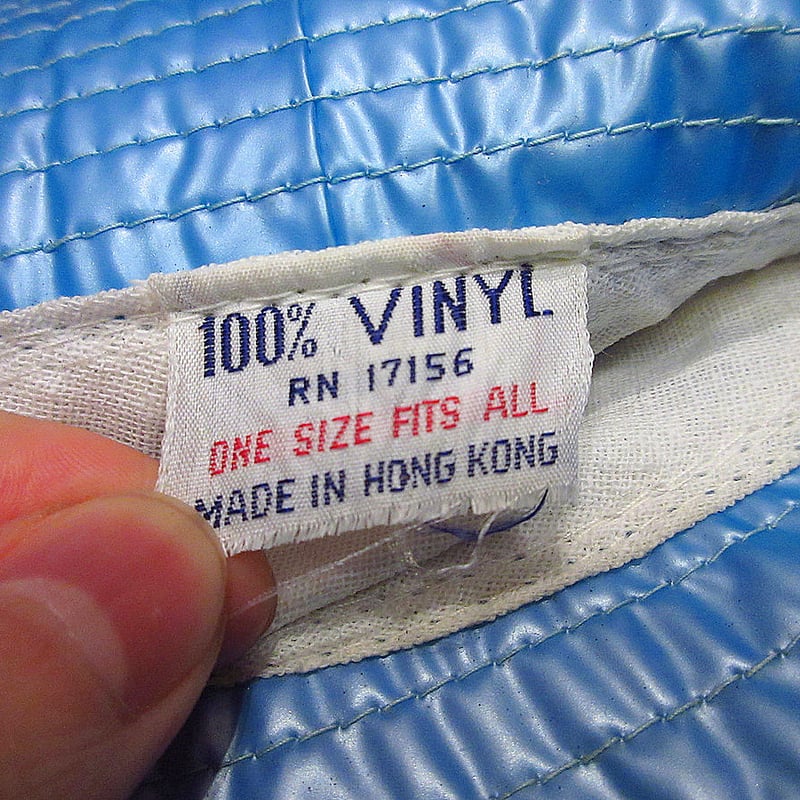 100% VINYL
RN 17156
ONE SIZE FITS ALL
MADE IN HONG KONG